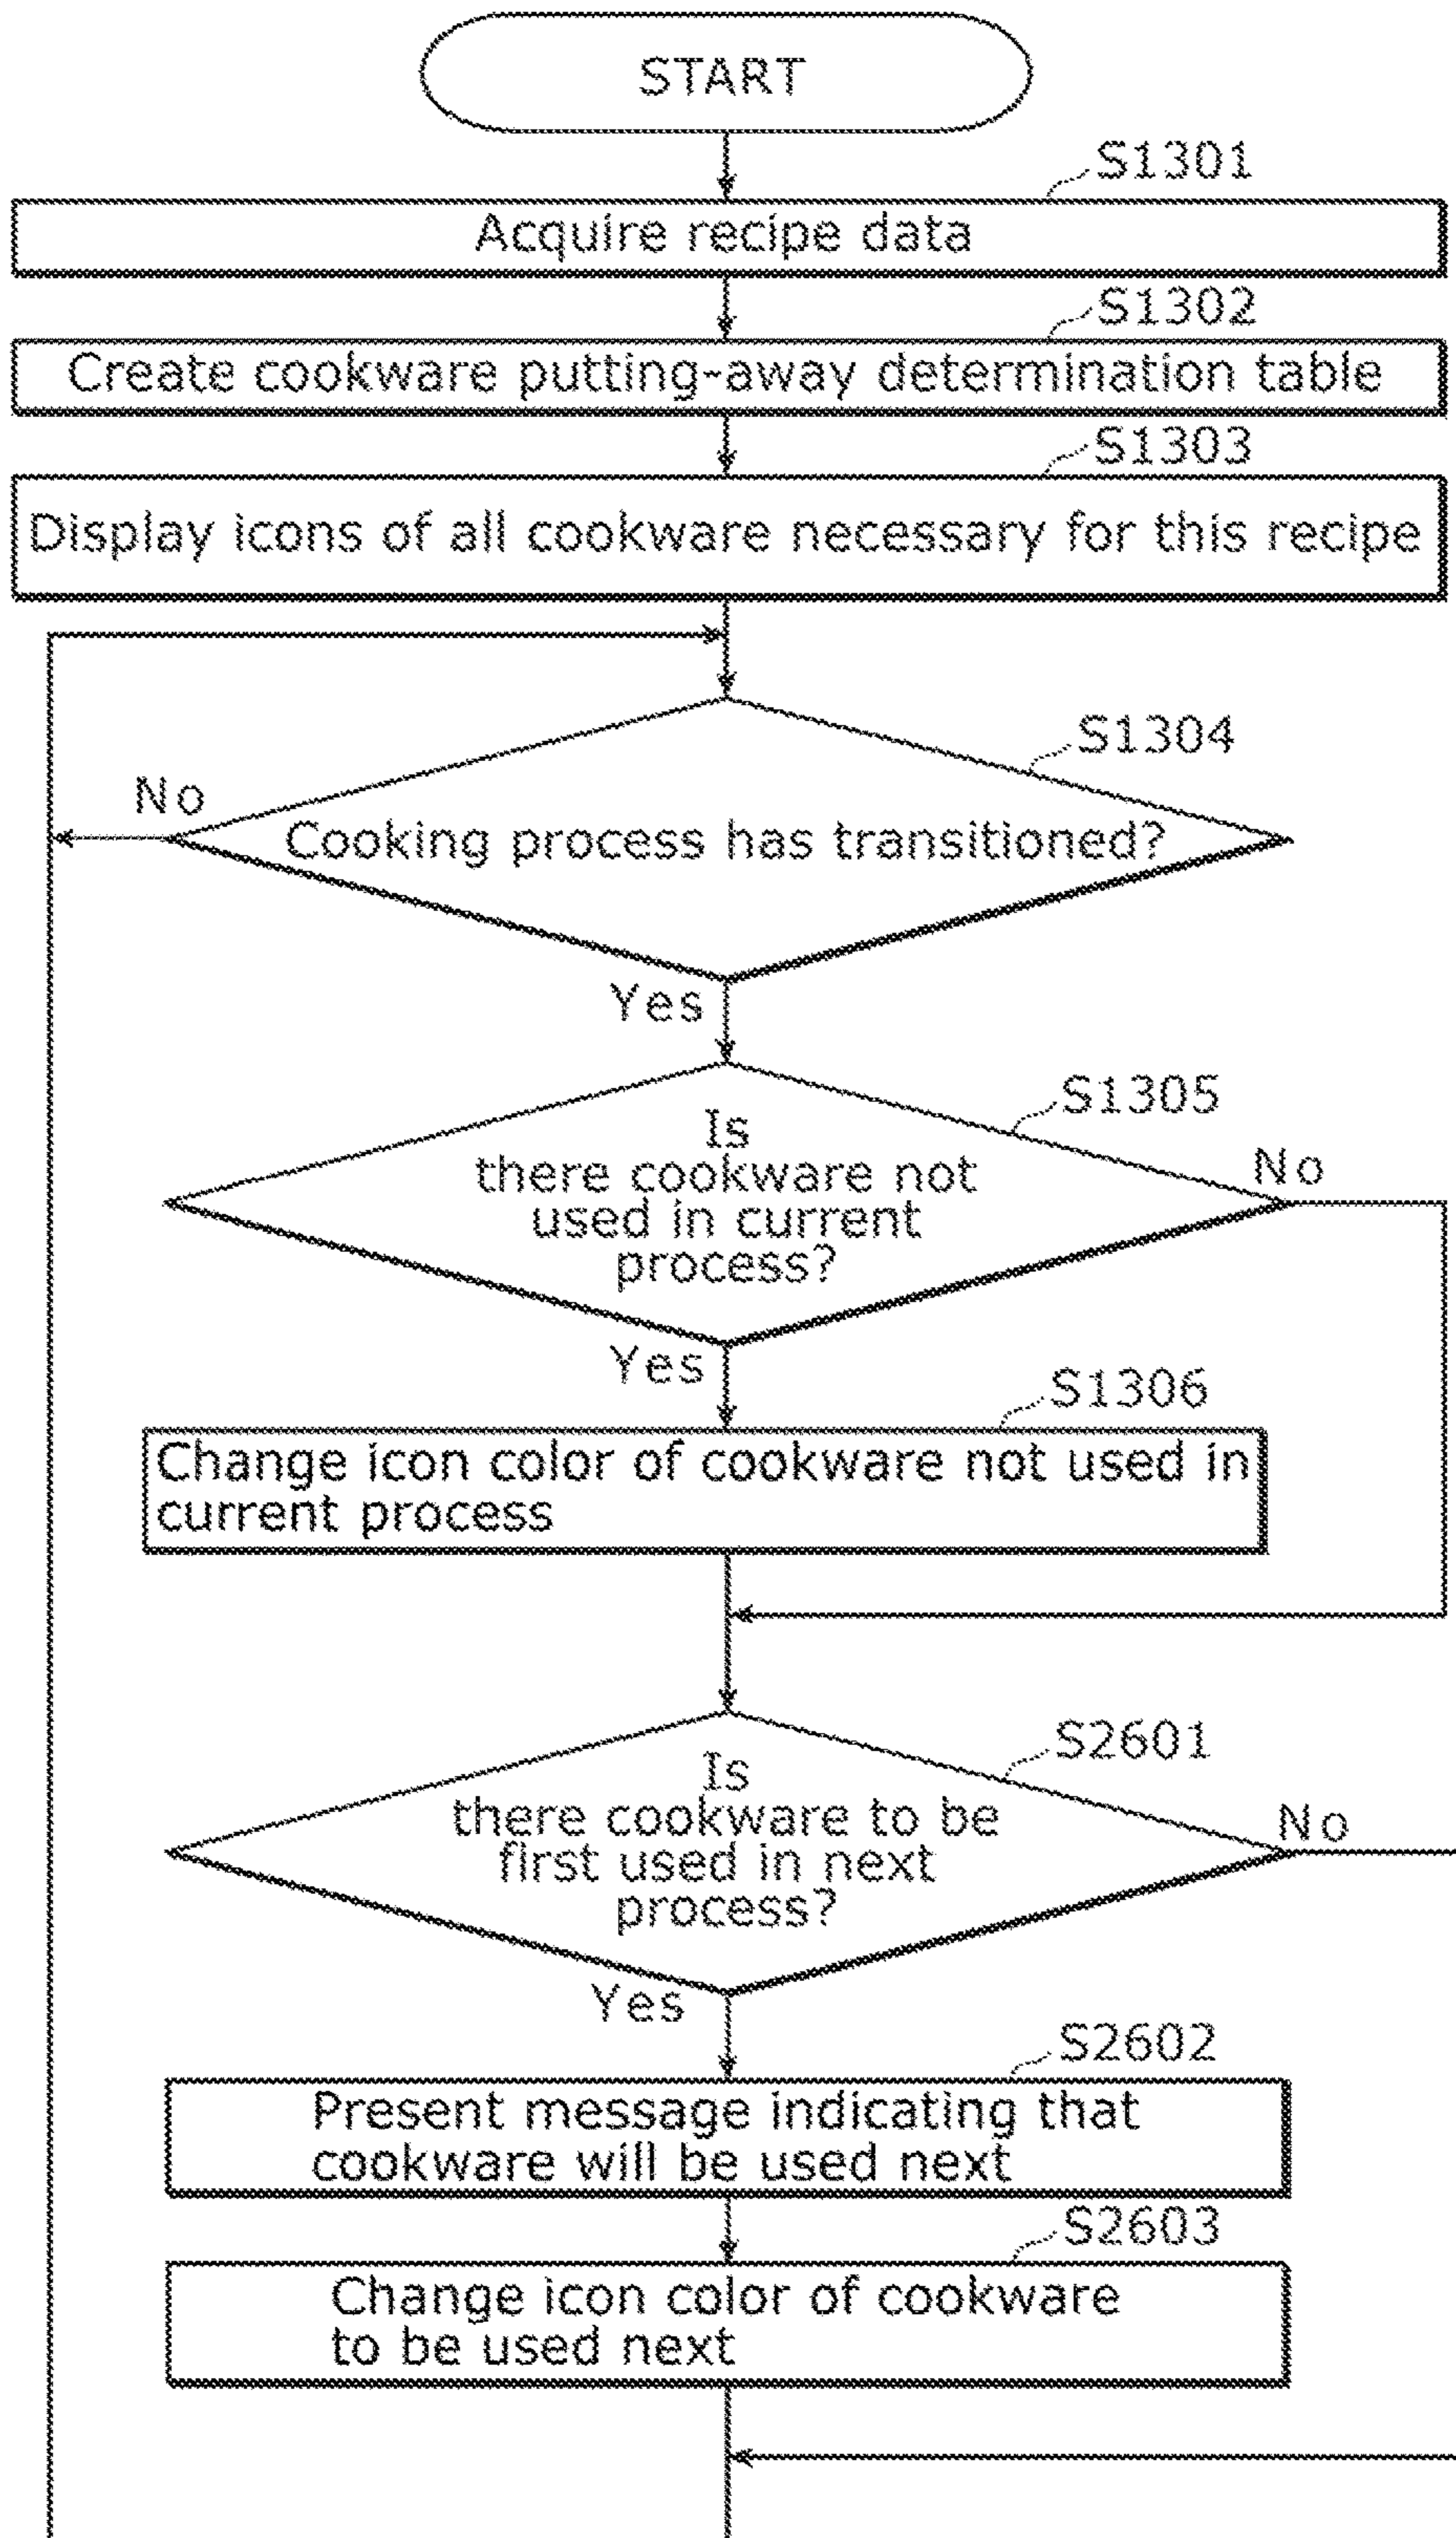 START
S1301
Acquire recipe data
S1302
Create cookware putting-away determination table
S1303
Display icons of all cookware necessary for this recipe
S1304
No
Cooking process has transitioned?
Yes
S1305
Is
there cookware not
used in current
process?
No
Yes
S1306
Change icon color of cookware not used in
current process
S2601
Is
there cookware to be
first used in next
process?
No
Yes
S2602
Present message indicating that
cookware will be used next
S2603
Change icon color of cookware
to be used next